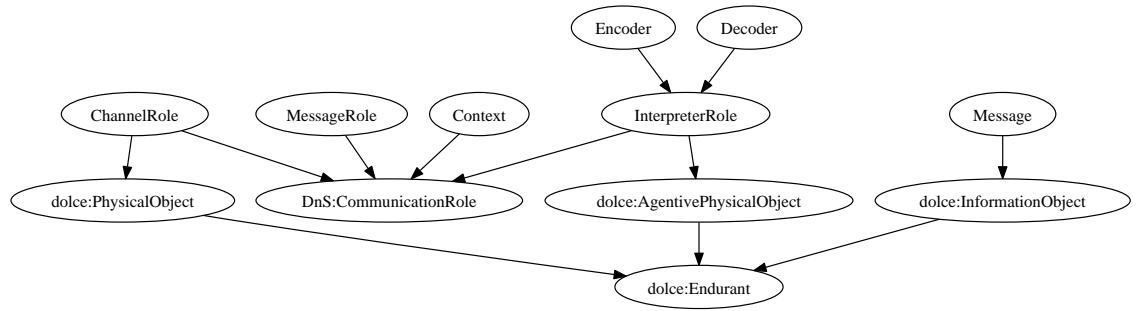 Encoder
Decoder
ChannelRole
MessageRole
Context
InterpreterRole
Message
dolce:PhysicalObject
DnS:CommunicationRole
dolce:AgentivePhysicalObject
dolce:InformationObject
dolce:Endurant